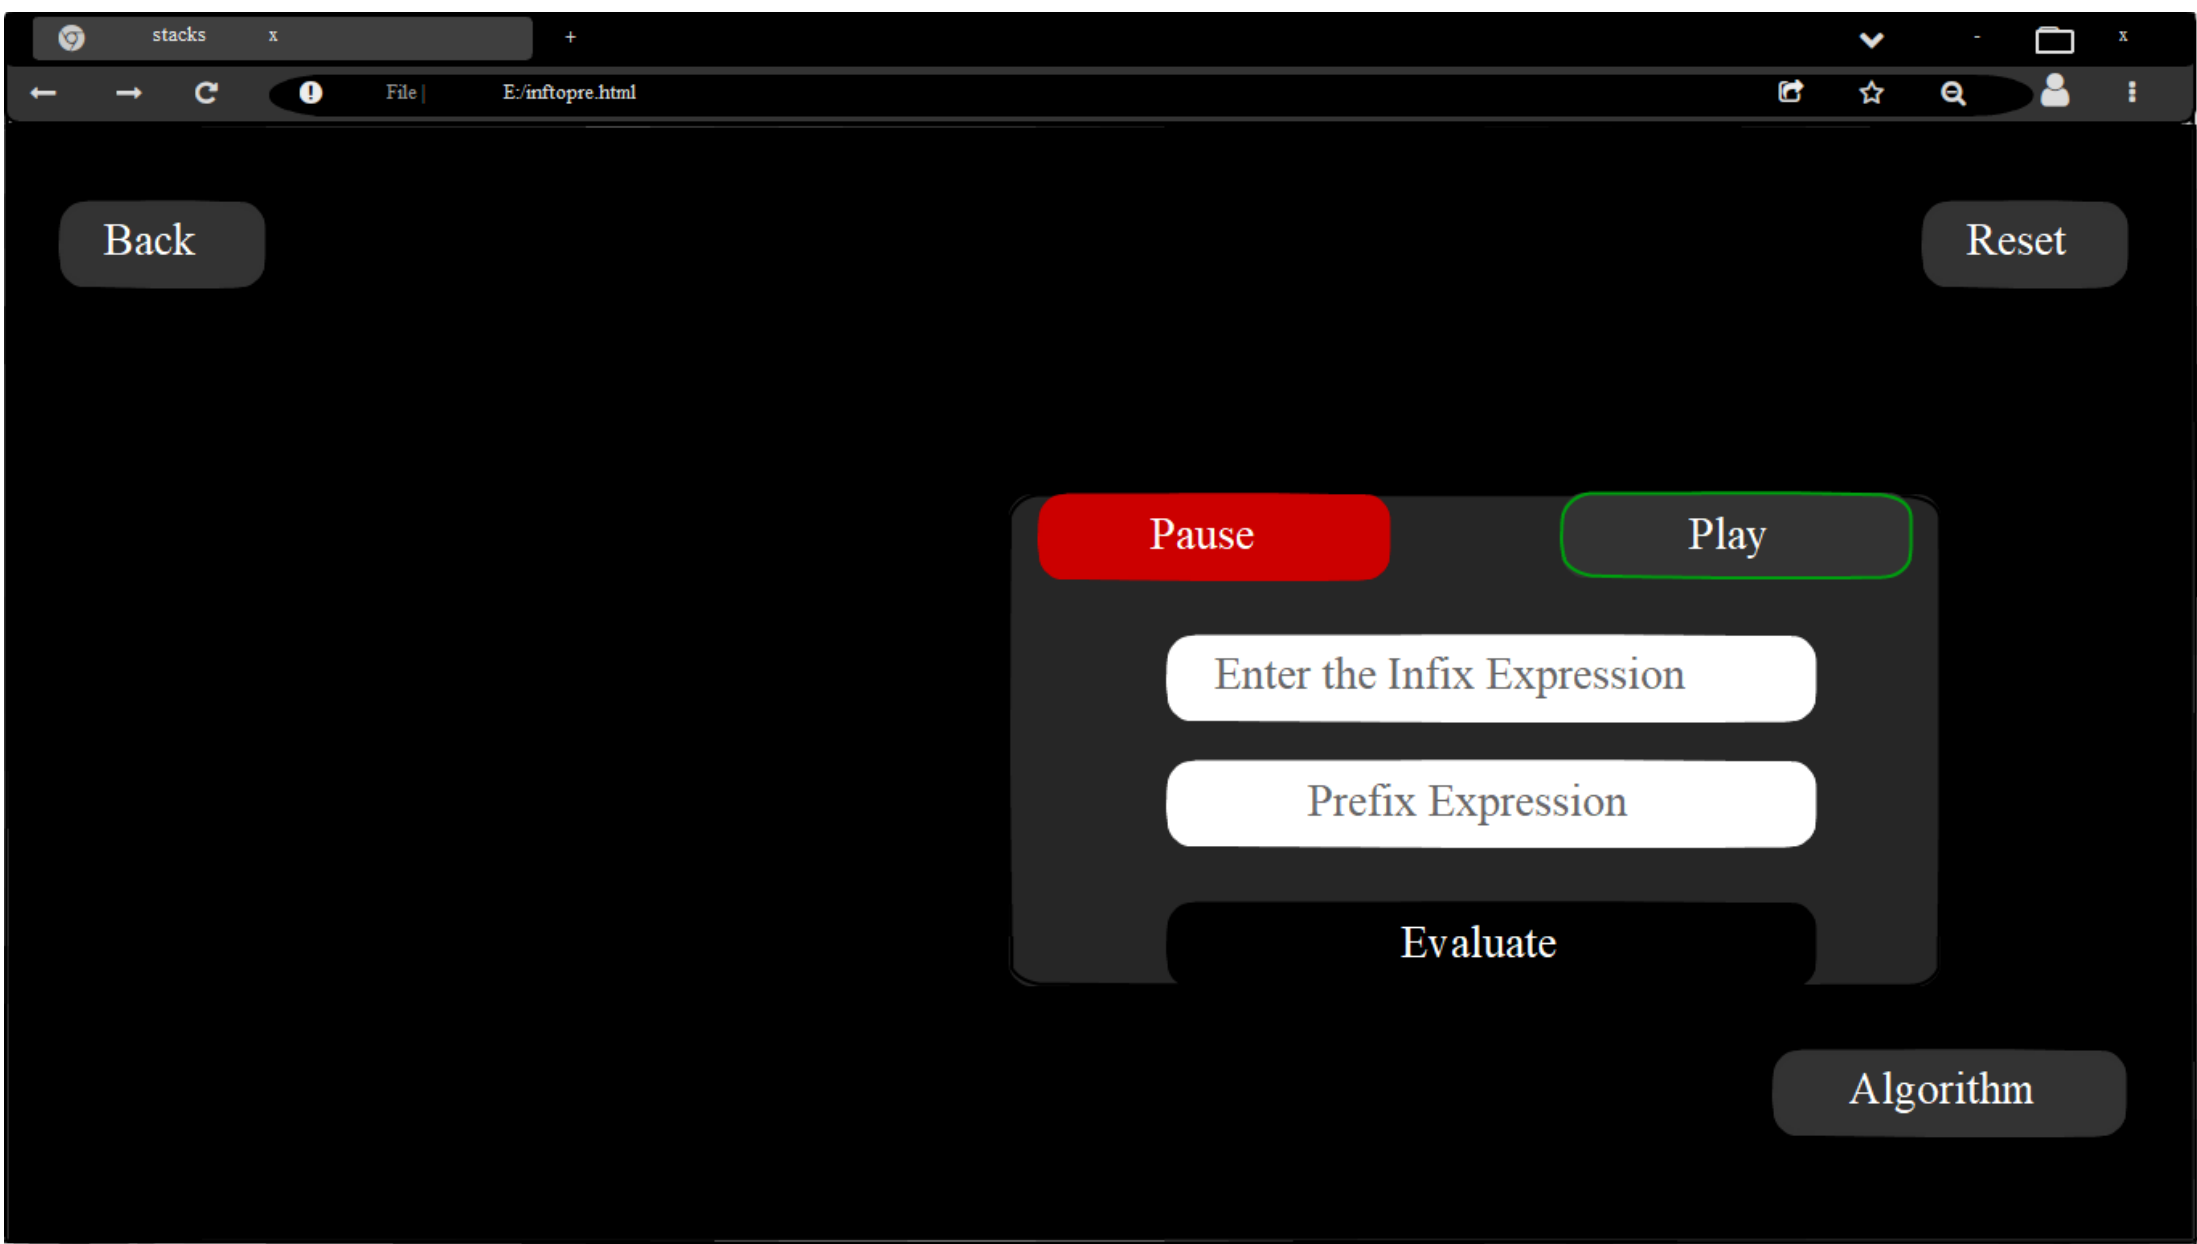 stacks x +
- x
File | E:/inftopre.html
Back
Reset
Pause
Play
Enter the Infix Expression
Prefix Expression
Evaluate
Algorithm